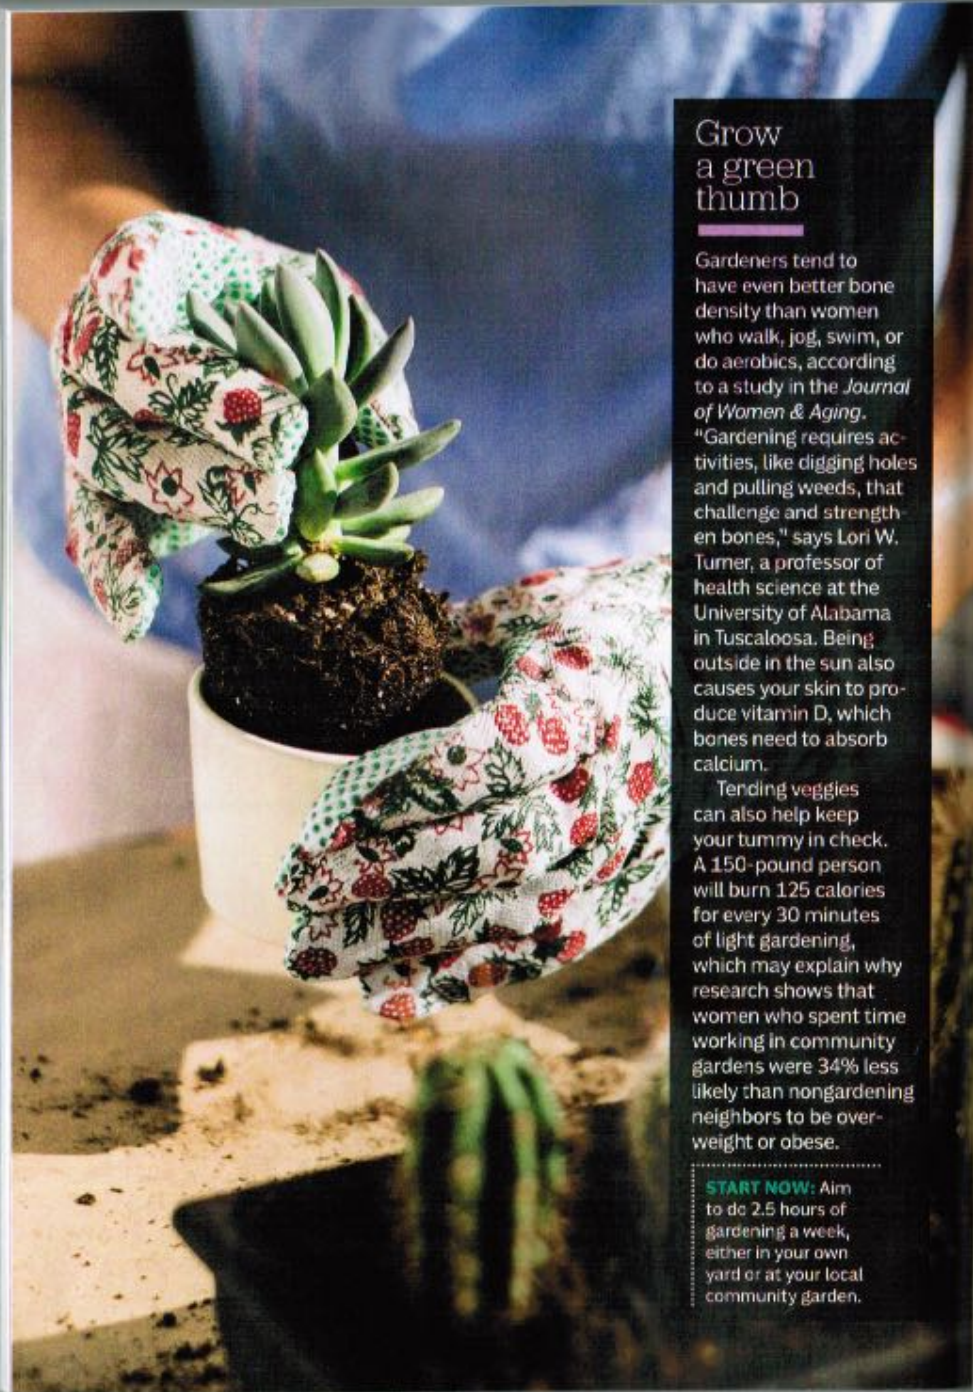 Grow
a green
thumb
Gardeners tend to
have even better bone
density than women
who walk, jog, swim, or
do aerobics, according
to a study in the Journal
of Women & Aging.
"Gardening requires ac-
tivities, like digging holes
and pulling weeds, that
challenge and strength-
en bones," says Lori W.
Turner, a professor of
health science at the
University of Alabama
in Tuscaloosa. Being
outside in the sun also
causes your skin to pro-
duce vitamin D, which
bones need to absorb
calcium.
Tending veggies
can also help keep
your tummy in check.
A 150-pound person
will burn 125 calories
for every 30 minutes
of light gardening,
which may explain why
research shows that
women who spent time
working in community
gardens were 34% less
likely than nongardening
neighbors to be over-
weight or obese.
START NOW: Aim
to do 2.5 hours of
gardening a week,
either in your own
yard or at your local
community garden.